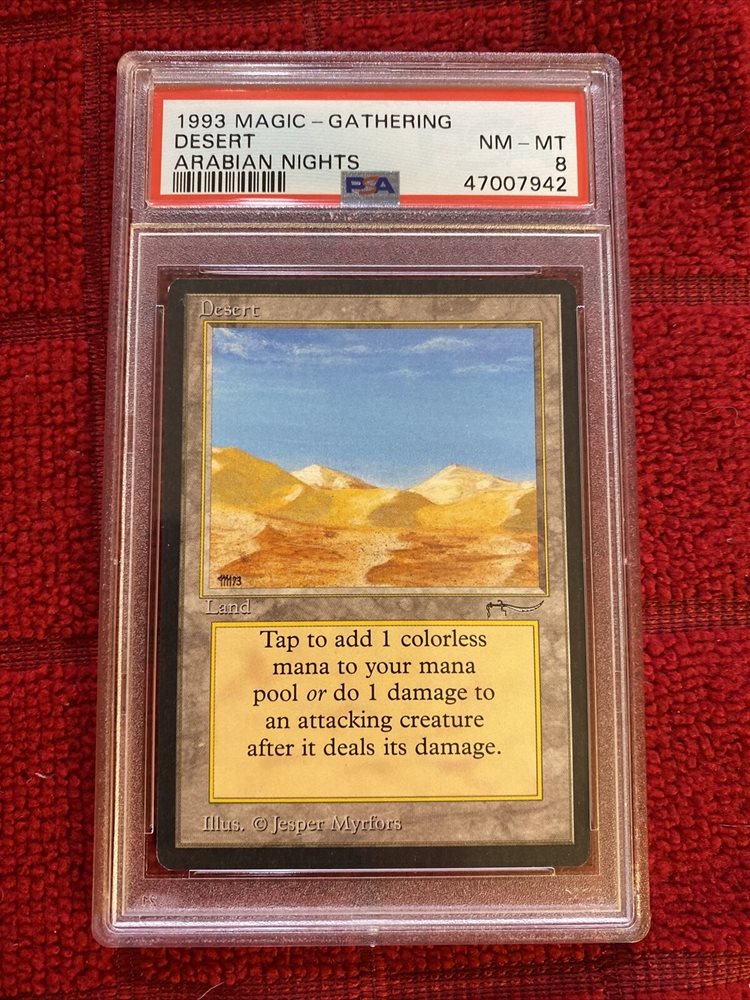 1993 MAGIC - GATHERING
DESERT NM - MT
ARABIAN NIGHTS 8
PSA 47007942
Desert
Land
Tap to add 1 colorless
mana to your mana
pool or do 1 damage to
an attacking creature
after it deals its damage.
Illus. © Jesper Myrfors